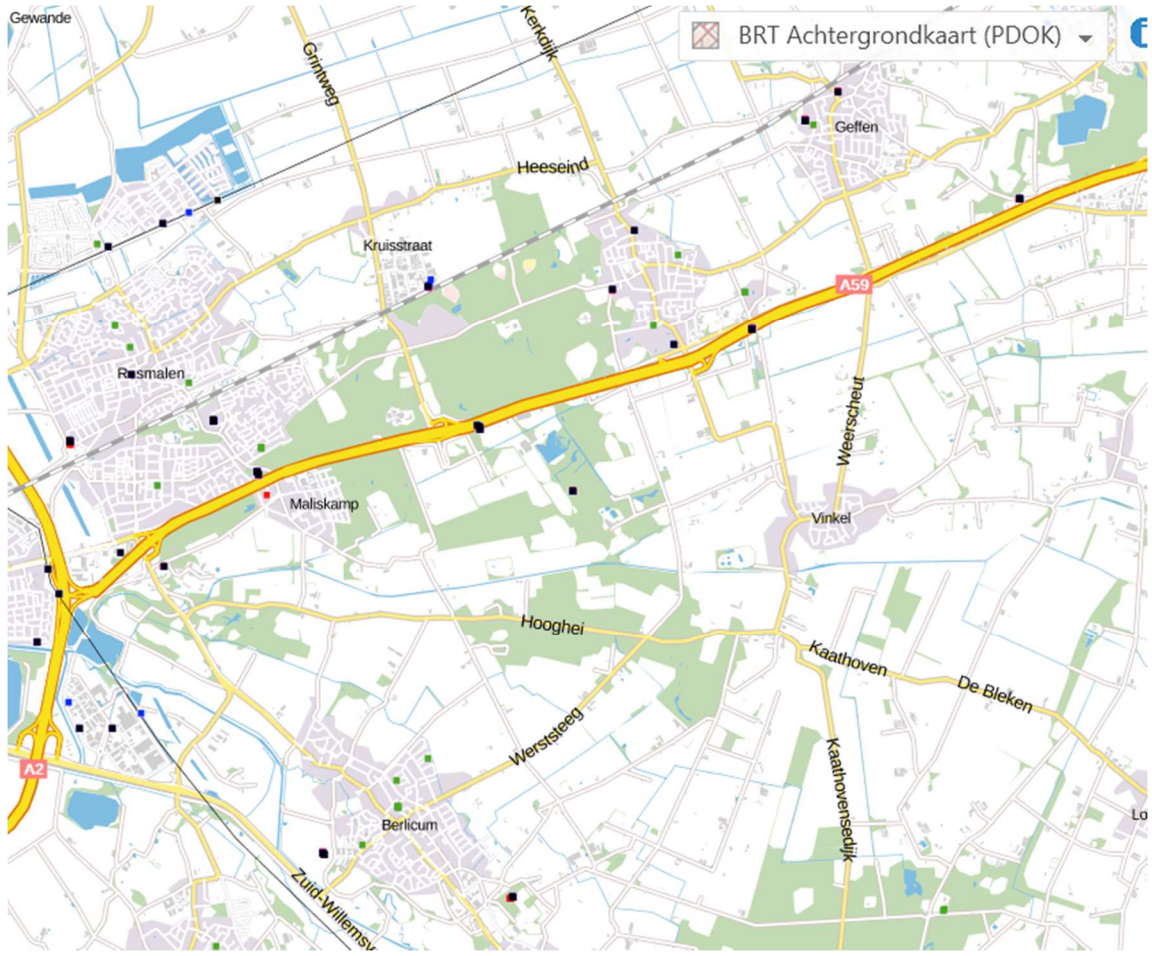 Gewande
Grintweg
Kerkdijk
BRT Achtergrondkaart (PDOK)
Geffen
Heeseind
Kruisstraat
A59
Rosmalen
Weerscheut
Maliskamp
Vinkel
Hooghei
Kaathoven
De Bleken
Werststeeg
Kaathovensedijk
A2
Lo
Berlicum
Zuid-Willemsv